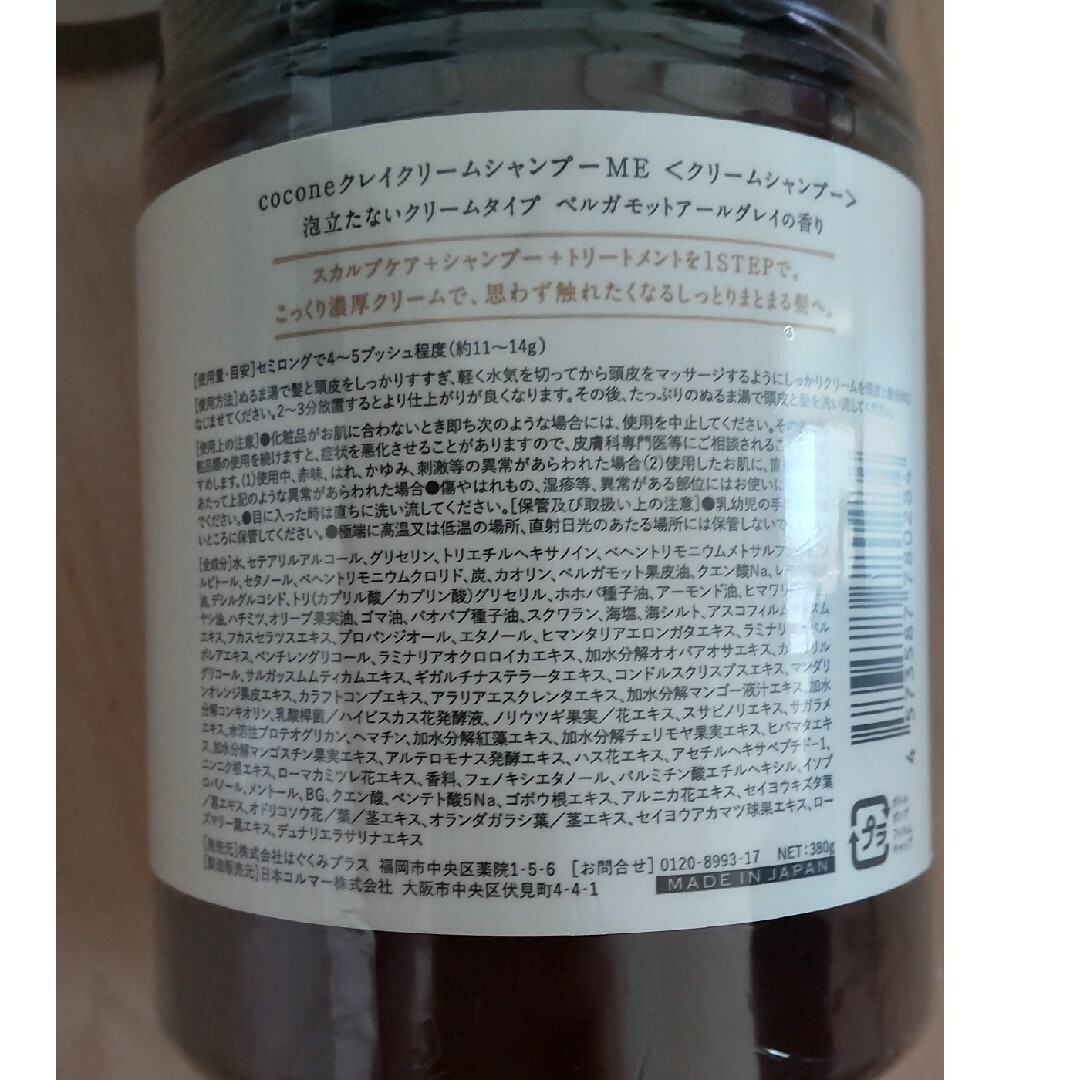 coconeクレイクリームシャンプーME <クリームシャンプー>
泡立たないクリームタイプ ベルガモットアールグレイの香り
スカルプケア+シャンプー+トリートメントを1STEPで。
こっくり濃厚クリームで、思わず触れたくなるしっとりまとまる髪へ。
[使用量・目安]セミロングで4〜5プッシュ程度(約11〜14g)
[使用方法]ぬるま湯で髪と頭皮をしっかりすすぎ、軽く水気を切ってから頭皮をマッサージするようにしっかりクリームを頭皮と
なじませてください。2〜3分放置するとより仕上がりが良くなります。その後、たっぷりのぬるま湯で頭皮と髪を洗い流してください。
[使用上の注意]●化粧品がお肌に合わないとき即ち次のような場合には、使用を中止してください。その
粧品類の使用を続けますと、症状を悪化させることがありますので、皮膚科専門医等にご相談される
すめします。(1)使用中、赤味、はれ、かゆみ、刺激等の異常があらわれた場合(2)使用したお肌に、
あたって上記のような異常があらわれた場合●傷やはれもの、湿疹等、異常がある部位にはお使いに
でください。●目に入った時は直ちに洗い流してください。[保管及び取扱い上の注意]●乳幼児の手
いところに保管してください。●極端に高温又は低温の場所、直射日光のあたる場所には保管しないで
[全成分]水、セテアリルアルコール、グリセリン、トリエチルヘキサノイン、ベヘントリモニウムメトサルフ
ルビトール、セタノール、ベヘントリモニウムクロリド、炭、カオリン、ベルガモット果皮油、クエン酸Na、
油、デシルグルコシド、トリ(カプリル酸/カプリン酸)グリセリル、ホホバ種子油、アーモンド油、ヒマワリ
ヤシ油、ハチミツ、オリーブ果実油、ゴマ油、バオバブ種子油、スクワラン、海塩、海シルト、アスコフィルム
エキス、フカスセラツスエキス、プロパンジオール、エタノール、ヒマンタリアエロンガタエキス、ラミナリア
ボレアエキス、ペンチレングリコール、ラミナリアオクロロイカエキス、加水分解オオバアオサエキス、
グリコール、サルガッスムムティカムエキス、ギガルチナステラータエキス、コンドルスクリスプスエキス、マンダリ
ンオレンジ果皮エキス、カラフトコンブエキス、アラリアエスクレンタエキス、加水分解マンゴー液汁エキス、加水
分解コンキオリン、乳酸桿菌/ハイビスカス花発酵液、ノリウツギ果実/花エキス、スサビノリエキス、サガラメ
エキス、水溶性プロテオグリカン、ヘマチン、加水分解紅藻エキス、加水分解チェリモヤ果実エキス、ヒバマタエキ
ス、加水分解マンゴスチン果実エキス、アルテロモナス発酵エキス、ハス花エキス、アセチルヘキサペプチド-1、
ニンニク根エキス、ローマカミツレ花エキス、香料、フェノキシエタノール、パルミチン酸エチルヘキシル、イソプ
ロパノール、メントール、BG、クエン酸、ペンテト酸5Na、ゴボウ根エキス、アルニカ花エキス、セイヨウキズタ葉
/茎エキス、オドリコソウ花/葉/茎エキス、オランダガラシ葉/茎エキス、セイヨウアカマツ球果エキス、ロー
ズマリー葉エキス、デュナリエラサリナエキス
[発売元]株式会社はぐくみプラス 福岡市中央区薬院1-5-6 [お問合せ]0120-8993-17 NET:380g
[製造販売元]日本コルマー株式会社 大阪市中央区伏見町4-4-1 MADE IN JAPAN
プラ
ボトル
ポンプ
フィルム
キャップ